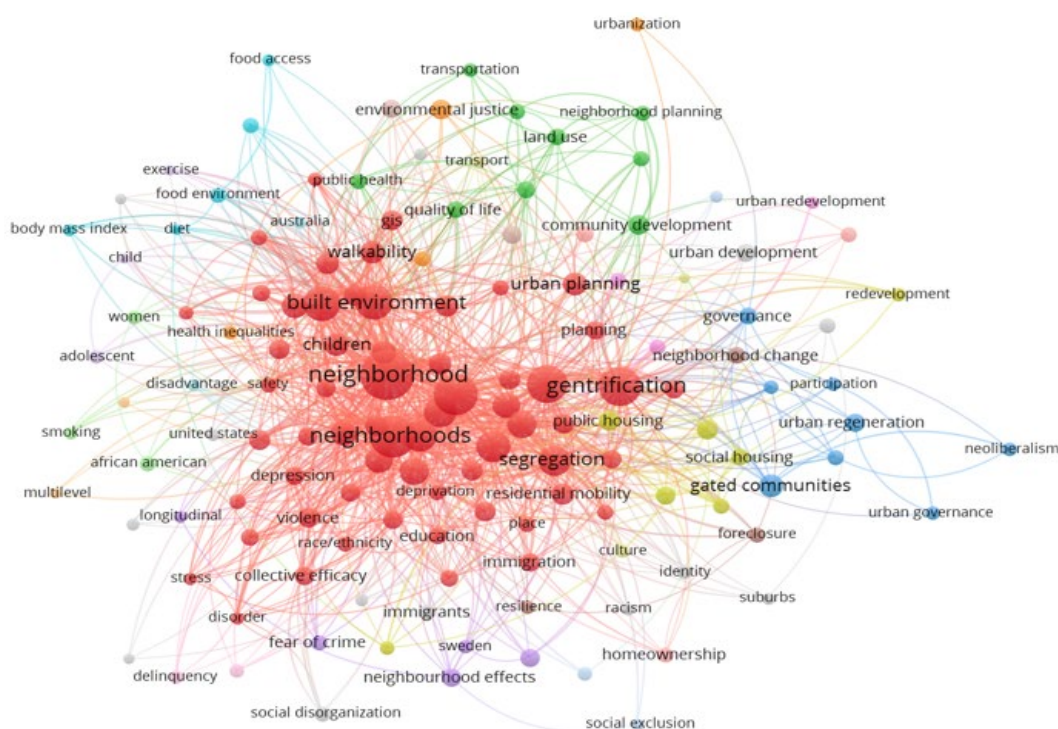 urbanization
food access
transportation
environmental justice
neighborhood planning
land use
transport
exercise
public health
food environment
quality of life
urban redevelopment
australia
gis
community development
body mass index
diet
walkability
urban development
child
urban planning
redevelopment
built environment
women
governance
health inequalities
planning
children
adolescent
neighborhood change
neighborhood
disadvantage
safety
gentrification
participation
public housing
urban regeneration
smoking
united states
neighborhoods
neoliberalism
african american
segregation
social housing
depression
gated communities
multilevel
deprivation
residential mobility
longitudinal
urban governance
violence
place
education
foreclosure
race/ethnicity
culture
immigration
identity
stress
collective efficacy
suburbs
immigrants
resilience
racism
disorder
fear of crime
sweden
homeownership
delinquency
neighbourhood effects
social disorganization
social exclusion